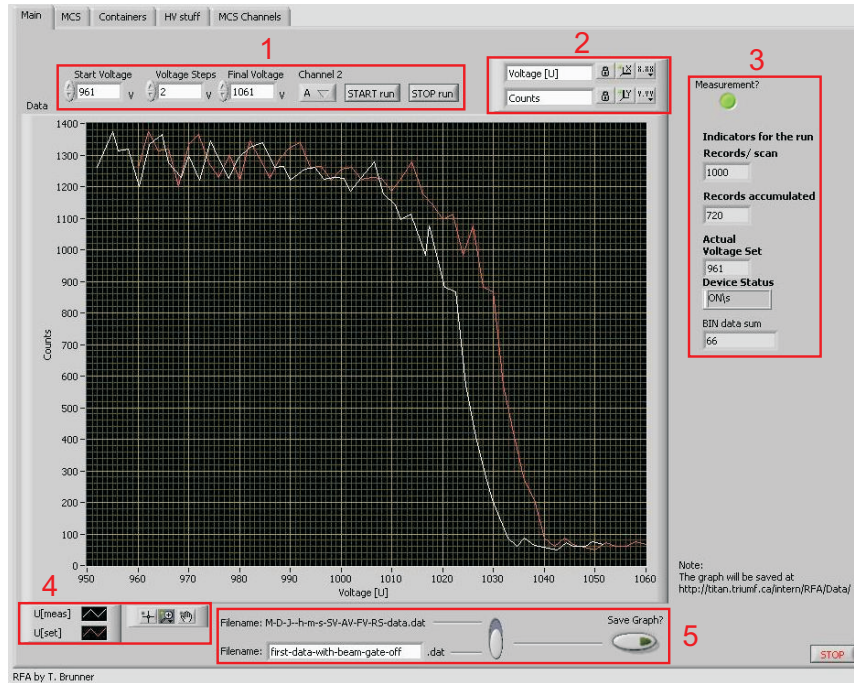 Main MCS Containers HV stuff MCS Channels
1
Start Voltage Voltage Steps Final Voltage Channel 2
961 V 2 V 1061 V A START run STOP run
2
Voltage [U] X.XX
Counts Y.YY
3
Measurement?
Indicators for the run
Records/ scan
1000
Records accumulated
720
Actual
Voltage Set
961
Device Status
ON\s
BIN data sum
66
Data
1400
1300
1200
1100
1000
900
800
700
600
500
400
300
200
100
0
Counts
950 960 970 980 990 1000 1010 1020 1030 1040 1050 1060
Voltage [U]
Note:
The graph will be saved at
http://titan.triumf.ca/intern/RFA/Data/
4
U[meas]
U[set]
Filename: M-D-J--h-m-s-SV-AV-FV-RS-data.dat
Filename: first-data-with-beam-gate-off .dat
Save Graph?
5
STOP
RFA by T. Brunner